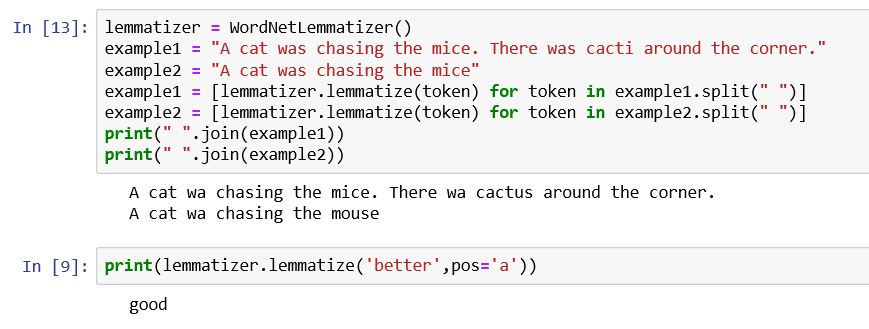 In [13]: lemmatizer = WordNetLemmatizer()
example1 = "A cat was chasing the mice. There was cacti around the corner."
example2 = "A cat was chasing the mice"
example1 = [lemmatizer.lemmatize(token) for token in example1.split(" ")]
example2 = [lemmatizer.lemmatize(token) for token in example2.split(" ")]
print(" ".join(example1))
print(" ".join(example2))
A cat wa chasing the mice. There wa cactus around the corner.
A cat wa chasing the mouse
In [9]: print(lemmatizer.lemmatize('better',pos='a'))
good